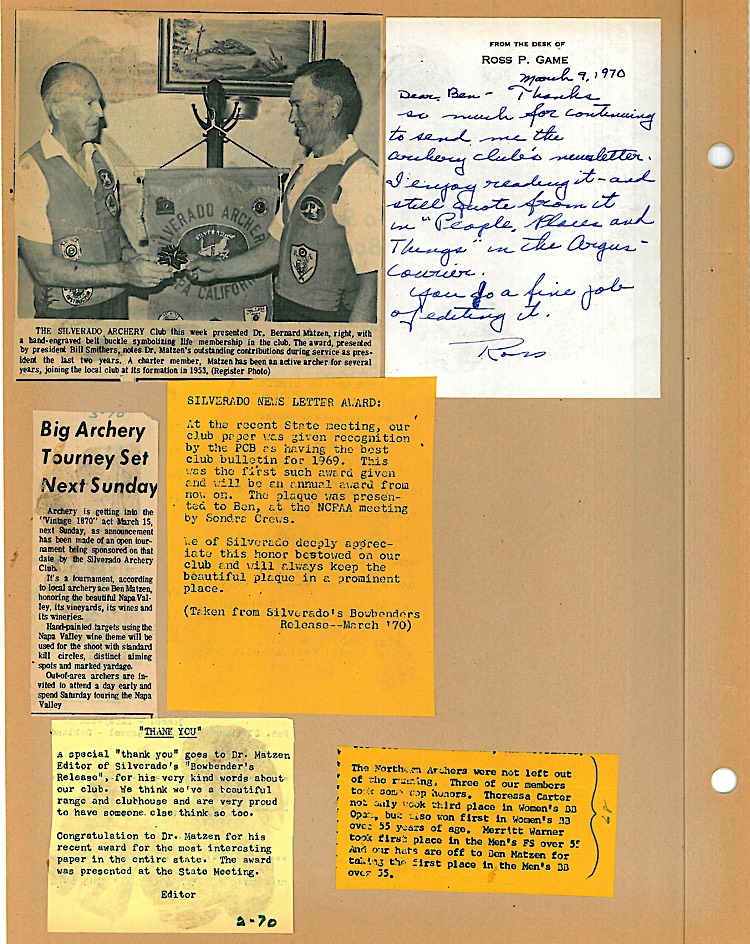 SILVERADO ARCHER
NAPA CALIFORNIA
THE SILVERADO ARCHERY Club this week presented Dr. Bernard Matzen, right, with
a hand-engraved belt buckle symbolizing life membership in the club. The award, presented
by president Bill Smithers, notes Dr. Matzen's outstanding contributions during service as pres-
ident the last two years. A charter member, Matzen has been an active archer for several
years, joining the local club at its formation in 1953. (Register Photo)
FROM THE DESK OF
ROSS P. GAME
March 9, 1970
Dear Ben - Thanks
so much for continuing
to send me the
archery club's newsletter.
I enjoy reading it - and
still quote from it
in "People, Places and
Things" in the Argus-
Courier.
You do a fine job
of editing it.
Ross
3-70
Big Archery
Tourney Set
Next Sunday
Archery is getting into the
"Vintage 1870" act March 15,
next Sunday, as announcement
has been made of an open tour-
nament being sponsored on that
date by the Silverado Archery
Club.
It's a tournament, according
to local archery ace Ben Matzen,
honoring the beautiful Napa Val-
ley, its vineyards, its wines and
its wineries.
Hand-painted targets using the
Napa Valley wine theme will be
used for the shoot with standard
kill circles, distinct aiming
spots and marked yardage.
Out-of-area archers are in-
vited to attend a day early and
spend Saturday touring the Napa
Valley
SILVERADO NEWS LETTER AWARD:
At the recent State meeting, our
club paper was given recognition
by the PCB as having the best
club bulletin for 1969. This
was the first such award given
and will be an annual award from
now on. The plaque was presen-
ted to Ben, at the NCFAA meeting
by Sondra Crews.
We of Silverado deeply apprec-
iate this honor bestowed on our
club and will always keep the
beautiful plaque in a prominent
place.
(Taken from Silverado's Bowbenders
Release--March '70)
"THANK YOU"
A special "thank you" goes to Dr. Matzen
Editor of Silverado's "Bowbender's
Release", for his very kind words about
our club. We think we've a beautiful
range and clubhouse and are very proud
to have someone else think so too.
Congratulation to Dr. Matzen for his
recent award for the most interesting
paper in the entire state. The award
was presented at the State Meeting.
Editor
2-70
The Northern Archers were not left out
of the running. Three of our members
took some top honors. Theressa Carter
not only took third place in Women's BB
Open, but also won first in Women's BB
over 55 years of age. Merritt Warner
took first place in the Men's FS over 55
And our hats are off to Ben Matzen for
taking the first place in the Men's BB
over 35.